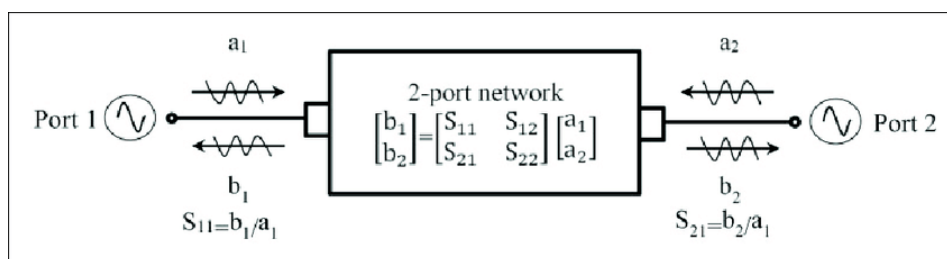 a₁
a₂
2-port network
Port 1
[b₁ b₂]=[S₁₁ S₁₂ S₂₁ S₂₂][a₁ a₂]
Port 2
b₁
b₂
S₁₁=b₁/a₁
S₂₁=b₂/a₁